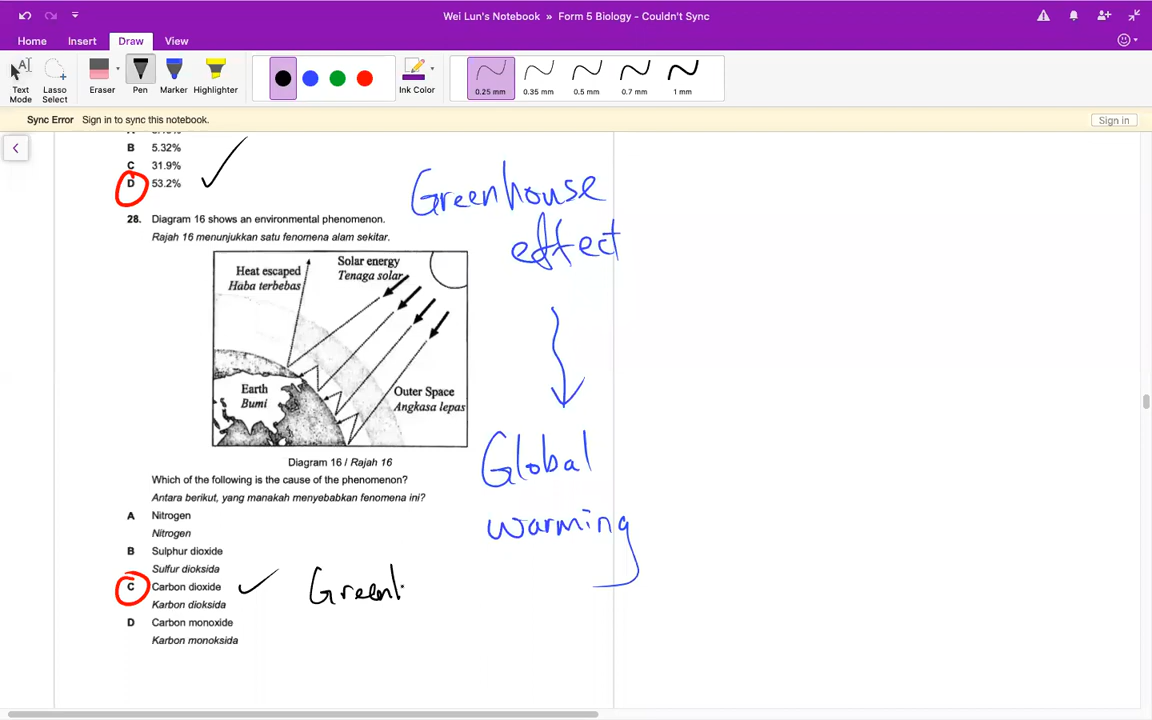 Wei Lun's Notebook » Form 5 Biology - Couldn't Sync
Home Insert Draw View
Text Mode
Lasso Select
Eraser
Pen
Marker
Highlighter
Ink Color
0.25 mm
0.35 mm
0.5 mm
0.7 mm
1 mm
Sync Error Sign in to sync this notebook.
Sign in
B 5.32%
C 31.9%
D 53.2%
28. Diagram 16 shows an environmental phenomenon.
Rajah 16 menunjukkan satu fenomena alam sekitar.
Heat escaped
Haba terbebas
Solar energy
Tenaga solar
Earth
Bumi
Outer Space
Angkasa lepas
Diagram 16 / Rajah 16
Which of the following is the cause of the phenomenon?
Antara berikut, yang manakah menyebabkan fenomena ini?
A Nitrogen
Nitrogen
B Sulphur dioxide
Sulfur dioksida
C Carbon dioxide
Karbon dioksida
D Carbon monoxide
Karbon monoksida
Greenhouse
effect
Global
warming